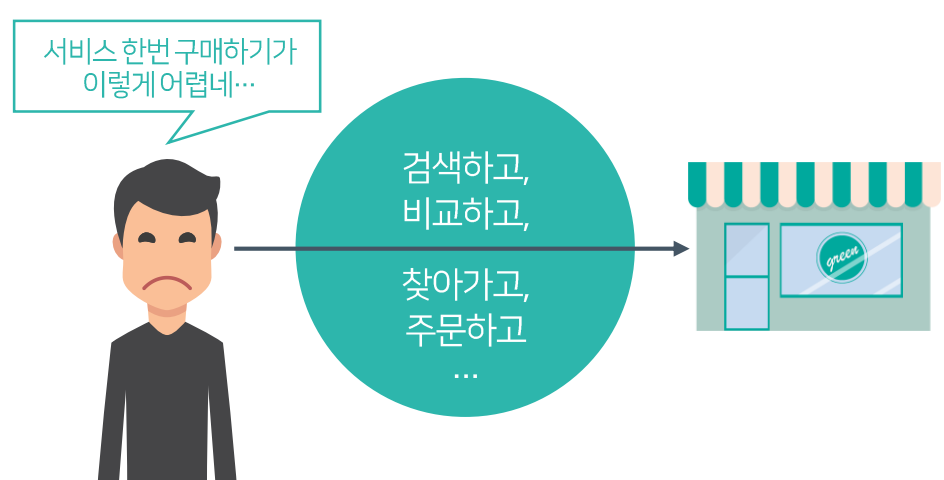 서비스 한번 구매하기가
이렇게 어렵네…
검색하고,
비교하고,
찾아가고,
주문하고
…
green